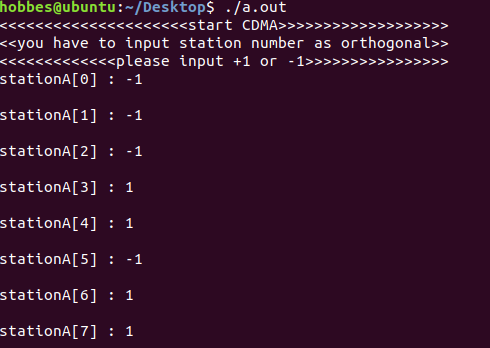 hobbes@ubuntu:~/Desktop$ ./a.out
<<<<<<<<<<<<<<<<<<<<<start CDMA>>>>>>>>>>>>>>>>>>>
<<you have to input station number as orthogonal>>
<<<<<<<<<<<<<please input +1 or -1>>>>>>>>>>>>>>>>
stationA[0] : -1
stationA[1] : -1
stationA[2] : -1
stationA[3] : 1
stationA[4] : 1
stationA[5] : -1
stationA[6] : 1
stationA[7] : 1